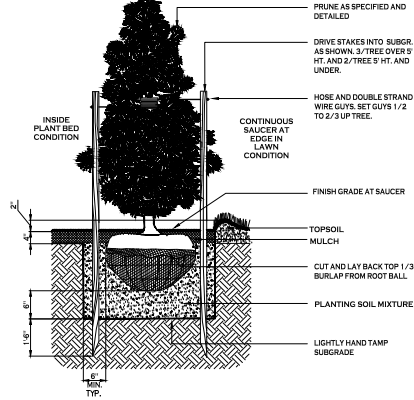 PRUNE AS SPECIFIED AND
DETAILED
DRIVE STAKES INTO SUBGR.
AS SHOWN. 3/TREE OVER 5'
HT. AND 2/TREE 5' HT. AND
UNDER.
HOSE AND DOUBLE STRAND
WIRE GUYS. SET GUYS 1/2
TO 2/3 UP TREE.
INSIDE
PLANT BED
CONDITION
CONTINUOUS
SAUCER AT
EDGE IN
LAWN
CONDITION
FINISH GRADE AT SAUCER
2"
4"
TOPSOIL
MULCH
CUT AND LAY BACK TOP 1/3
BURLAP FROM ROOT BALL
6"
PLANTING SOIL MIXTURE
1'-6"
LIGHTLY HAND TAMP
SUBGRADE
6"
MIN.
TYP.